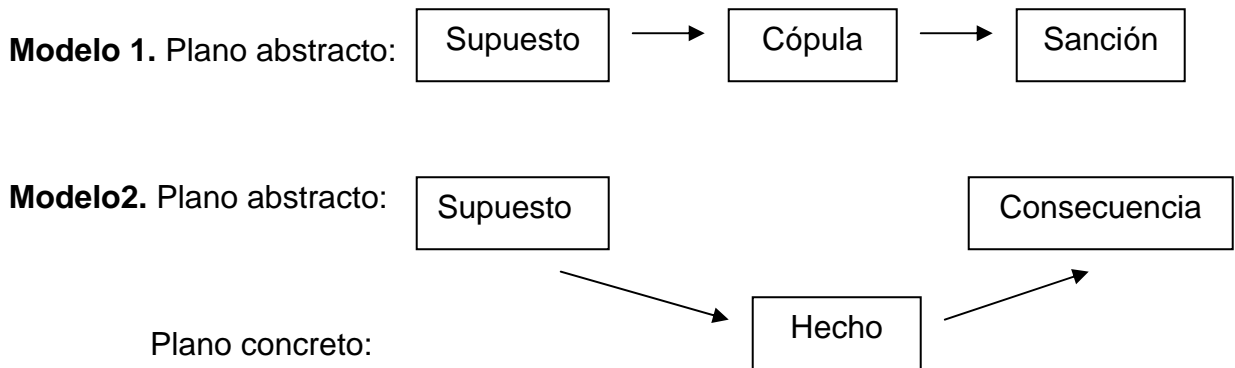 Modelo 1. Plano abstracto: Supuesto Cópula Sanción
Modelo2. Plano abstracto: Supuesto Consecuencia
Hecho
Plano concreto: